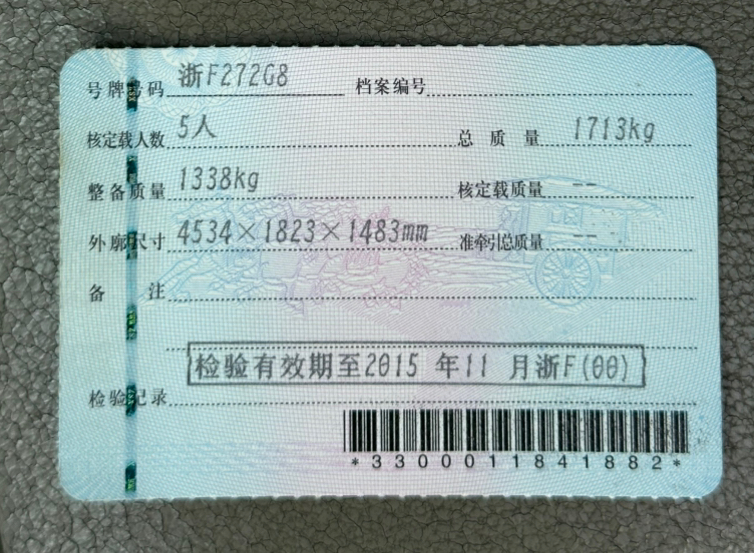 号牌号码 浙F272G8 档案编号
核定载人数 5人 总质量 1713kg
整备质量 1338kg 核定载质量 --
外廓尺寸 4534×1823×1483mm 准牵引总质量 --
备注
检验有效期至2015年11月浙F(00)
检验记录
*3300011841882*